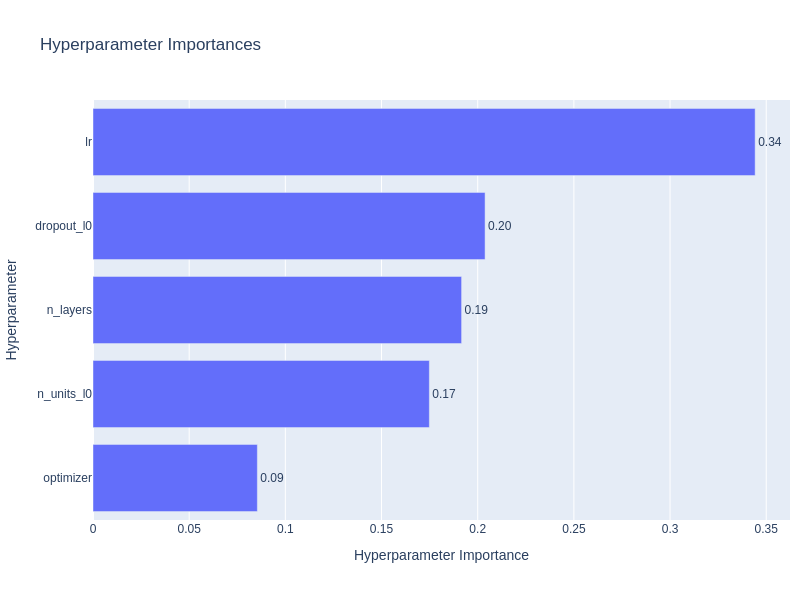 Hyperparameter Importances
Hyperparameter
lr
0.34
dropout_l0
0.20
n_layers
0.19
n_units_l0
0.17
optimizer
0.09
0
0.05
0.1
0.15
0.2
0.25
0.3
0.35
Hyperparameter Importance